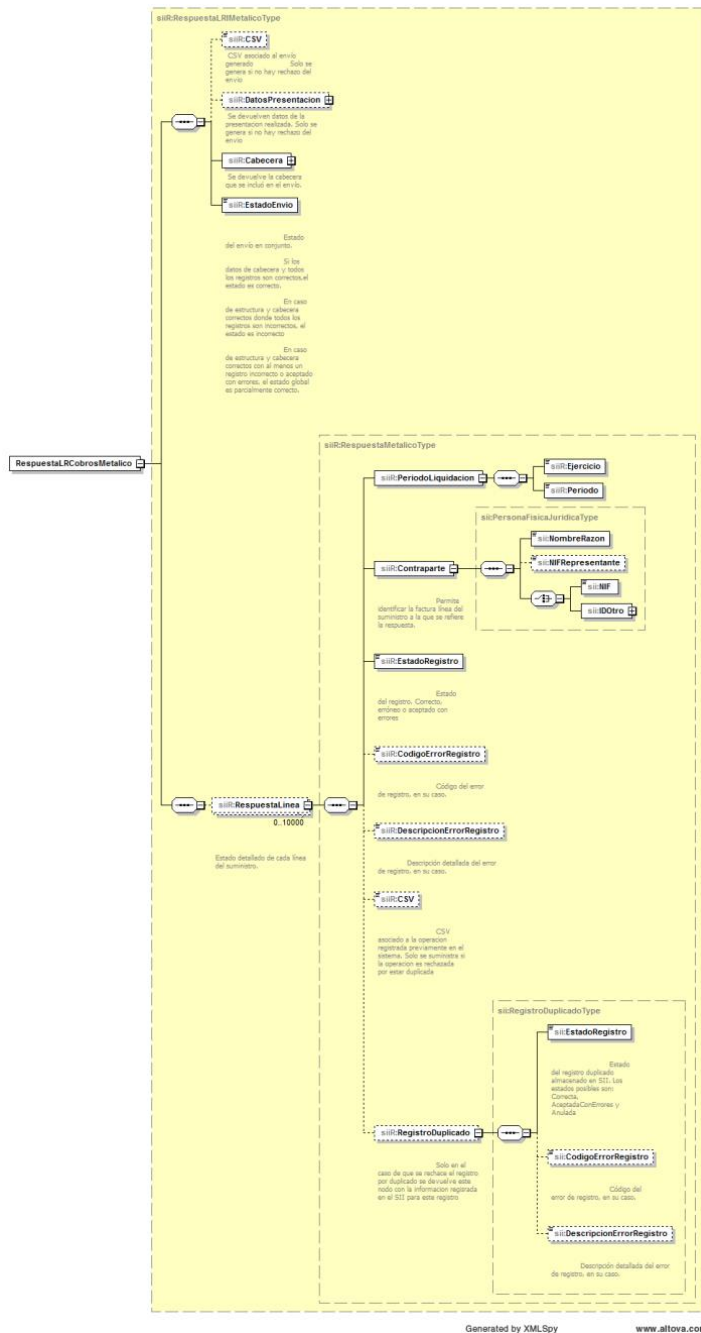 siiR:RespuestaLRIMetalicoType
siiR:CSV
CSV asociado al envío
generado Solo se
genera si no hay rechazo del
envio
siiR:DatosPresentacion
Se devuelven datos de la
presentacion realizada. Solo se
genera si no hay rechazo del
envio
siiR:Cabecera
Se devuelve la cabecera
que se incluó en el envío.
siiR:EstadoEnvio
Estado
del envío en conjunto.
Si los
datos de cabecera y todos
los registros son correctos,el
estado es correcto.
En caso
de estructura y cabecera
correctos donde todos los
registros son incorrectos, el
estado es incorrecto
En caso
de estructura y cabecera
correctos con al menos un
registro incorrecto o aceptado
con errores, el estado global
es parcialmente correcto.
RespuestaLRCobrosMetalico
siiR:RespuestaMetalicoType
siiR:PeriodoLiquidacion
siiR:Ejercicio
siiR:Periodo
sii:PersonaFisicaJuridicaType
siiR:Contraparte
Permite
identificar la factura línea del
suministro a la que se refiere
la respuesta.
sii:NombreRazon
sii:NIFRepresentante
sii:NIF
sii:IDOtro
siiR:EstadoRegistro
Estado
del registro. Correcto,
erróneo o aceptado con
errores
siiR:CodigoErrorRegistro
Código del error
de registro, en su caso.
siiR:RespuestaLinea
0..10000
Estado detallado de cada línea
del suministro.
siiR:DescripcionErrorRegistro
Descripción detallada del error
de registro, en su caso.
siiR:CSV
CSV
asociado a la operacion
registrada previamente en el
sistema. Solo se suministra si
la operacion es rechazada
por estar duplicada
sii:RegistroDuplicadoType
sii:EstadoRegistro
Estado
del registro duplicado
almacenado en SII. Los
estados posibles son:
Correcta,
AceptadaConErrores y
Anulada
siiR:RegistroDuplicado
Solo en el
caso de que se rechace el registro
por duplicado se devuelve este
nodo con la informacion registrada
en el SII para este registro
sii:CodigoErrorRegistro
Código del
error de registro, en su caso.
sii:DescripcionErrorRegistro
Descripción detallada del error
de registro, en su caso.
Generated by XMLSpy
www.altova.com